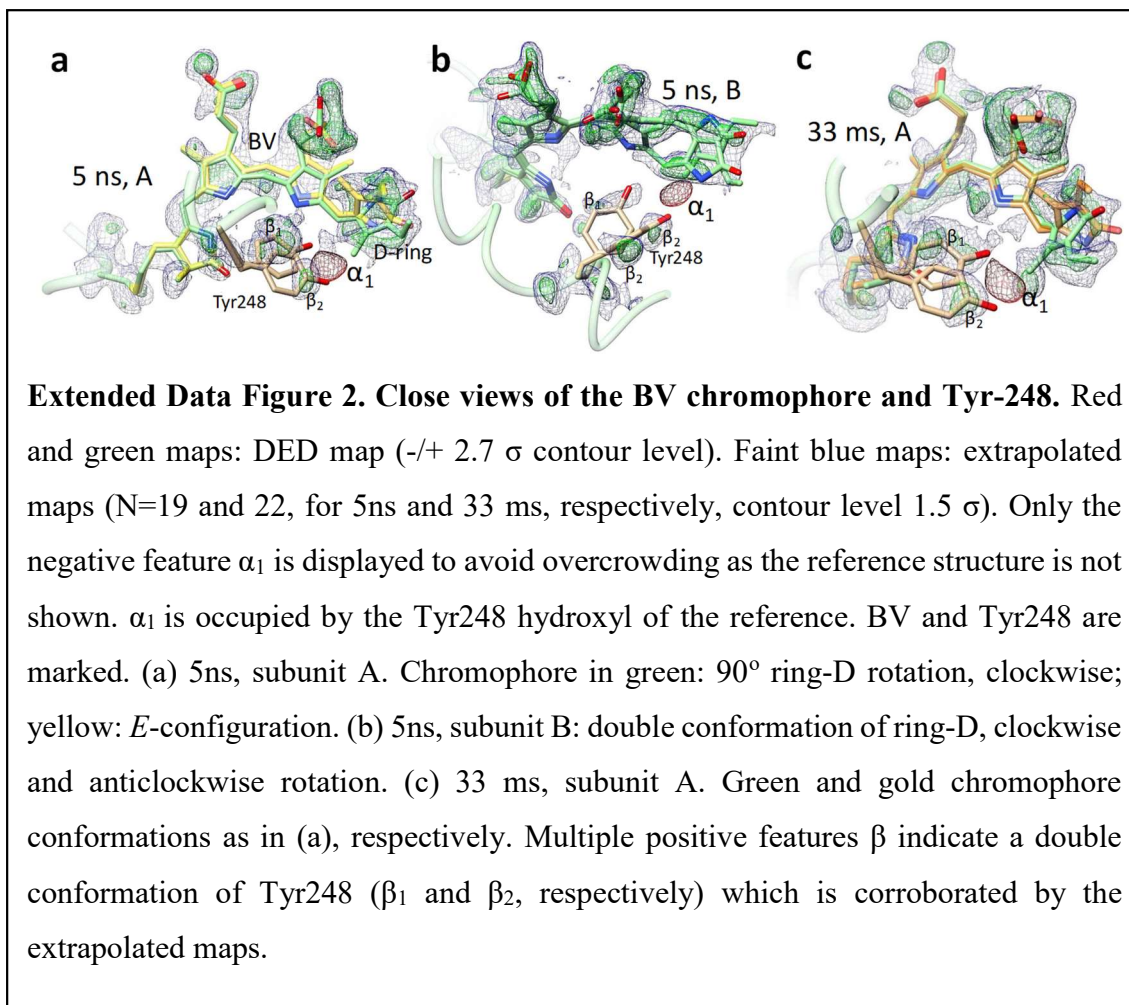 a
b
c
5 ns, A
BV
β₁
D-ring
α₁
Tyr248
β₂
5 ns, B
β₁
α₁
β₂
Tyr248
β₂
33 ms, A
β₁
α₁
β₂
Extended Data Figure 2. Close views of the BV chromophore and Tyr-248. Red
and green maps: DED map (-/+ 2.7 σ contour level). Faint blue maps: extrapolated
maps (N=19 and 22, for 5ns and 33 ms, respectively, contour level 1.5 σ). Only the
negative feature α₁ is displayed to avoid overcrowding as the reference structure is not
shown. α₁ is occupied by the Tyr248 hydroxyl of the reference. BV and Tyr248 are
marked. (a) 5ns, subunit A. Chromophore in green: 90º ring-D rotation, clockwise;
yellow: E-configuration. (b) 5ns, subunit B: double conformation of ring-D, clockwise
and anticlockwise rotation. (c) 33 ms, subunit A. Green and gold chromophore
conformations as in (a), respectively. Multiple positive features β indicate a double
conformation of Tyr248 (β₁ and β₂, respectively) which is corroborated by the
extrapolated maps.